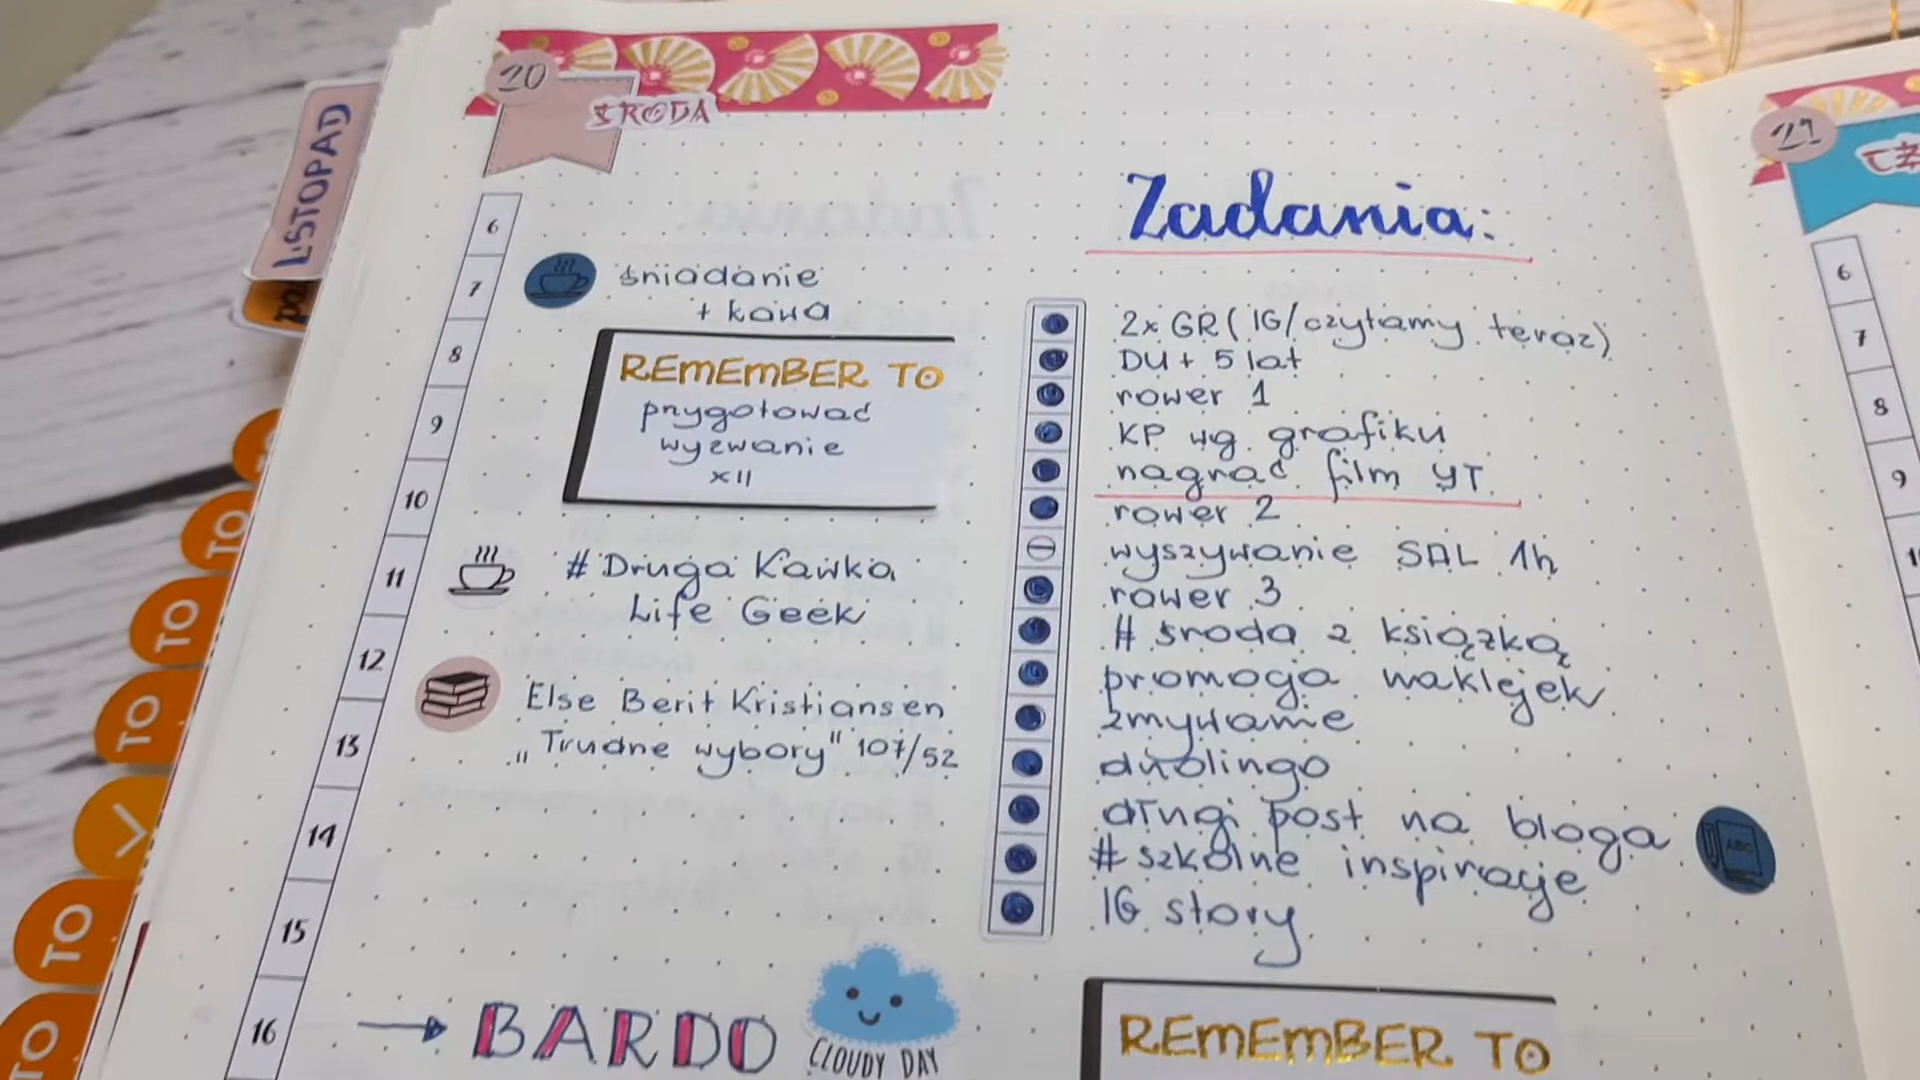 20
ŚRODA
LISTOPAD
6
7
8
9
10
11
12
13
14
15
16
śniadanie
+ kawa
REMEMBER TO
przygotować
wyzwanie
XII
# Druga Kawka
Life Geek
Else Berit Kristiansen
„Trudne wybory" 107/52
BARDO
CLOUDY DAY
Zadania:
2x GR (IG/czytamy teraz)
DU + 5 lat
rower 1
KP wg. grafiku
nagrać film YT
rower 2
wyszywanie SAL 1h
rower 3
# środa z książką
promocja naklejek
zmywanie
duolingo
drugi post na bloga
# szkolne inspiracje
IG story
ABC
REMEMBER TO
TO
TO
TO
TO
TO
TO
21
6
7
8
9